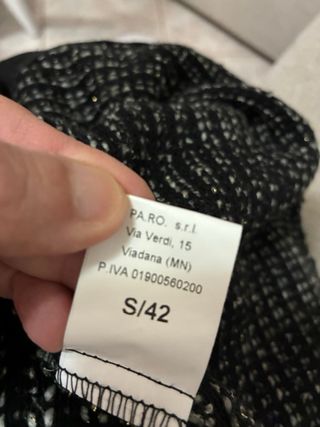 PA.RO. s.r.l.
Via Verdi, 15
Viadana (MN)
P.IVA 01900560200
S/42